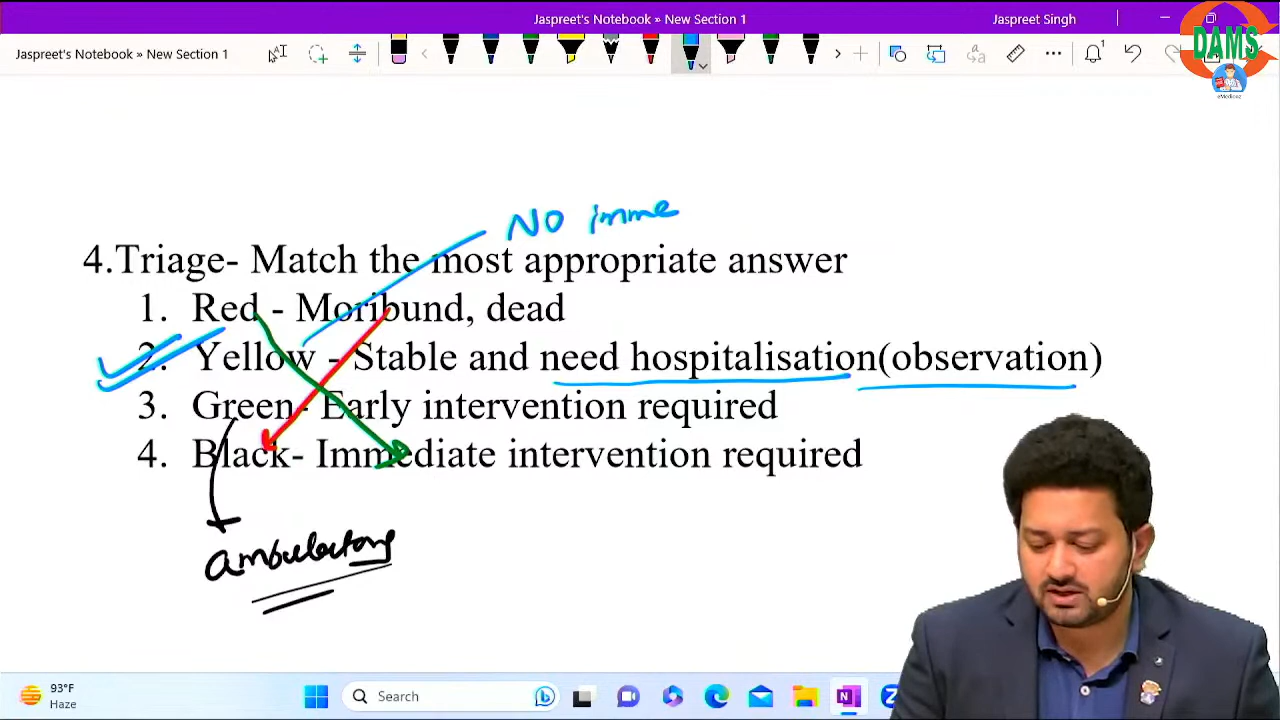 Jaspreet's Notebook » New Section 1
Jaspreet Singh
Jaspreet's Notebook » New Section 1
DAMS
eMedicoz
NO imme
4.Triage- Match the most appropriate answer
1. Red - Moribund, dead
2. Yellow - Stable and need hospitalisation(observation)
3. Green- Early intervention required
4. Black- Immediate intervention required
ambulatory
93°F
Haze
Search